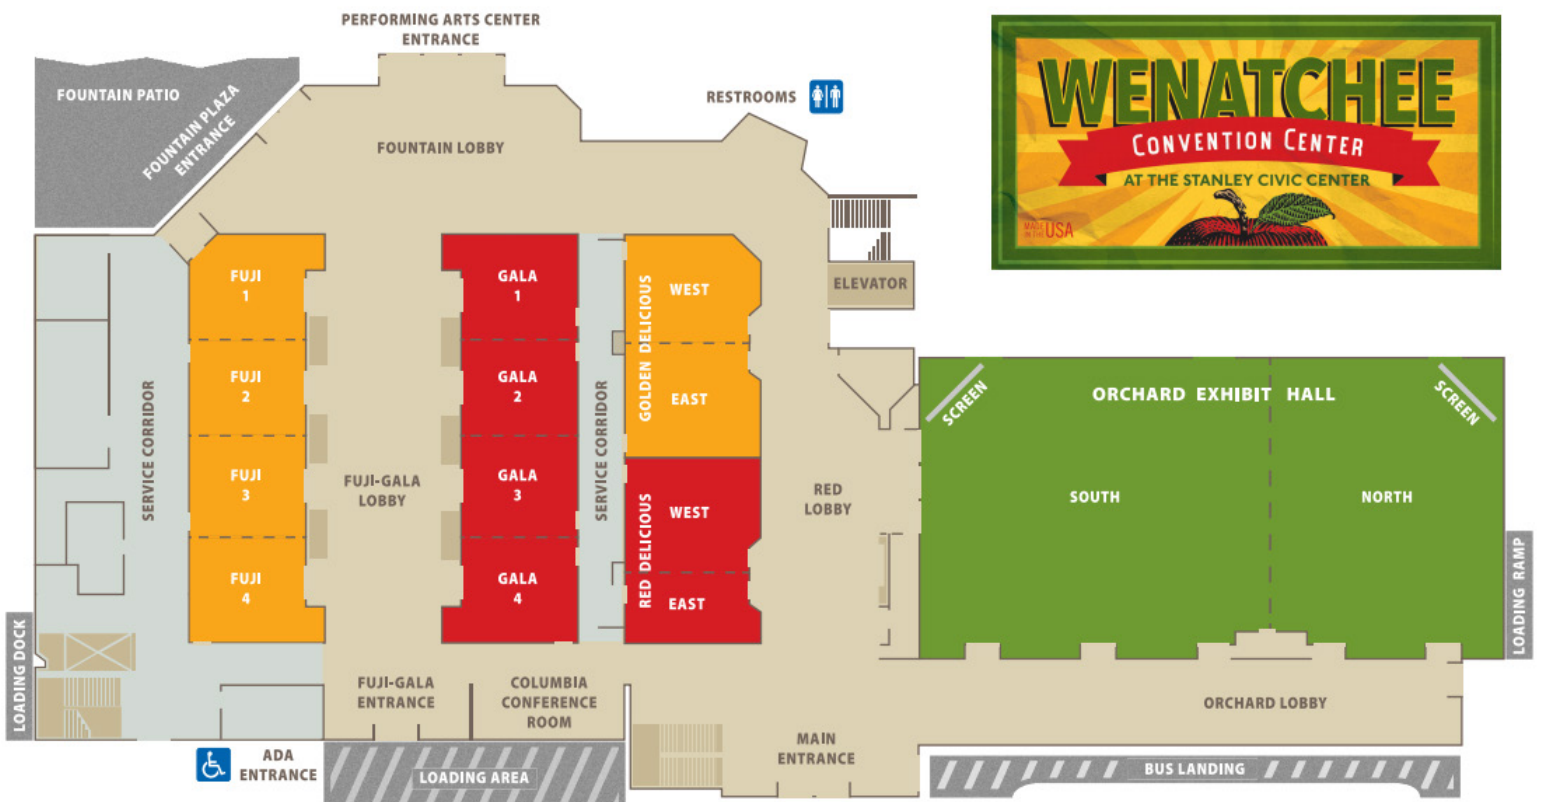 PERFORMING ARTS CENTER
ENTRANCE
FOUNTAIN PATIO
FOUNTAIN PLAZA
ENTRANCE
RESTROOMS
FOUNTAIN LOBBY
WENATCHEE
CONVENTION CENTER
AT THE STANLEY CIVIC CENTER
MADE
IN THE USA
FUJI
1
FUJI
2
FUJI
3
FUJI
4
GALA
1
GALA
2
GALA
3
GALA
4
GOLDEN DELICIOUS
WEST
EAST
RED DELICIOUS
WEST
EAST
ELEVATOR
SERVICE CORRIDOR
SERVICE CORRIDOR
FUJI-GALA
LOBBY
RED
LOBBY
SCREEN
ORCHARD EXHIBIT HALL
SCREEN
SOUTH
NORTH
LOADING RAMP
LOADING DOCK
FUJI-GALA
ENTRANCE
COLUMBIA
CONFERENCE
ROOM
ORCHARD LOBBY
MAIN
ENTRANCE
ADA
ENTRANCE
LOADING AREA
BUS LANDING